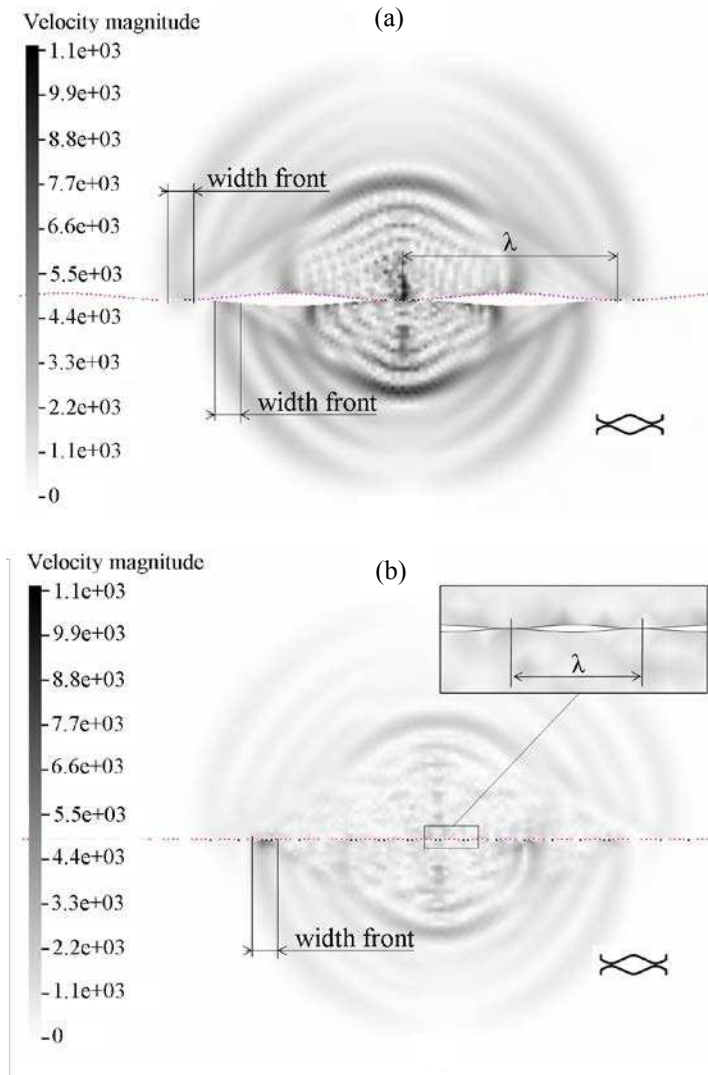 Velocity magnitude
(a)
1.1e+03
9.9e+03
8.8e+03
7.7e+03
6.6e+03
5.5e+03
4.4e+03
3.3e+03
2.2e+03
1.1e+03
0
width front
λ
width front
Velocity magnitude
(b)
1.1e+03
9.9e+03
8.8e+03
7.7e+03
6.6e+03
5.5e+03
4.4e+03
3.3e+03
2.2e+03
1.1e+03
0
λ
width front